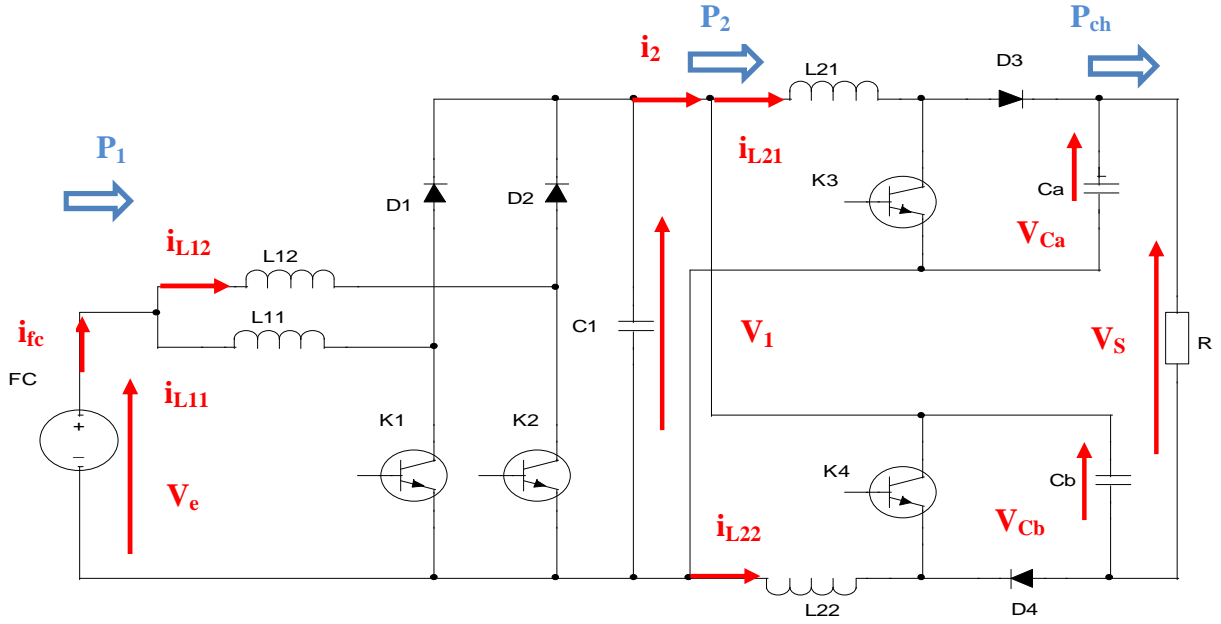 P1
P2
Pch
i2
L21
D3
iL21
K3
Ca
VCa
D1
D2
iL12
L12
L11
C1
V1
VS
R
ifc
FC
iL11
K1
K2
K4
Cb
+
–
Ve
iL22
VCb
L22
D4